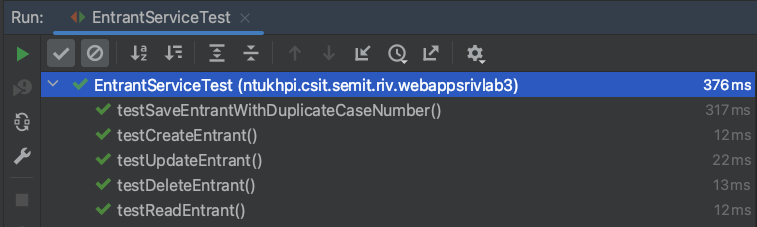 Run: EntrantServiceTest
EntrantServiceTest (ntukhpi.csit.semit.riv.webappsrivlab3) 376 ms
testSaveEntrantWithDuplicateCaseNumber() 317 ms
testCreateEntrant() 12 ms
testUpdateEntrant() 22 ms
testDeleteEntrant() 13 ms
testReadEntrant() 12 ms